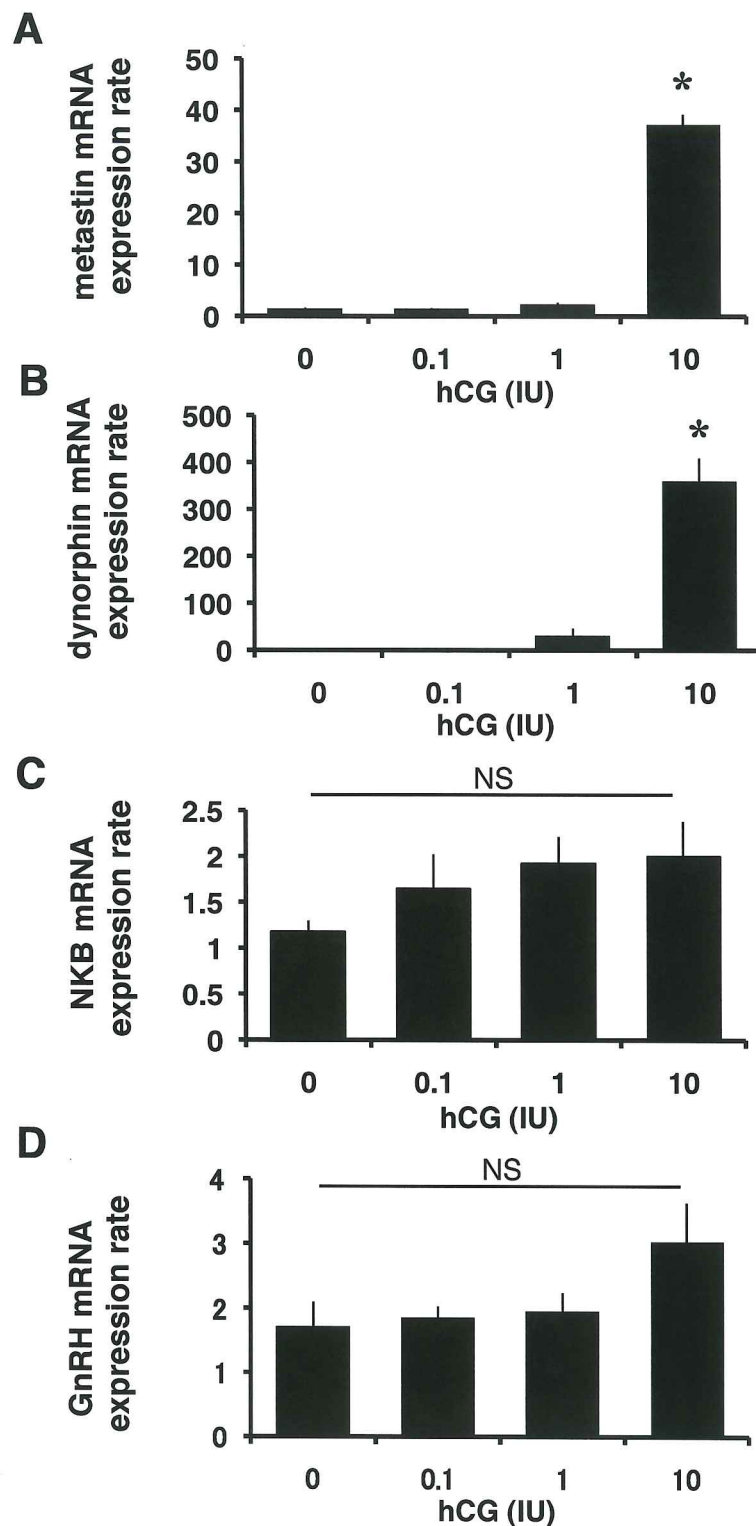 A
metastin mRNA
expression rate
50
40
30
20
10
0
*
0 0.1 1 10
hCG (IU)
B
dynorphin mRNA
expression rate
500
400
300
200
100
0
*
0 0.1 1 10
hCG (IU)
C
NKB mRNA
expression rate
NS
2.5
2
1.5
1
0.5
0
0 0.1 1 10
hCG (IU)
D
GnRH mRNA
expression rate
NS
4
3
2
1
0
0 0.1 1 10
hCG (IU)